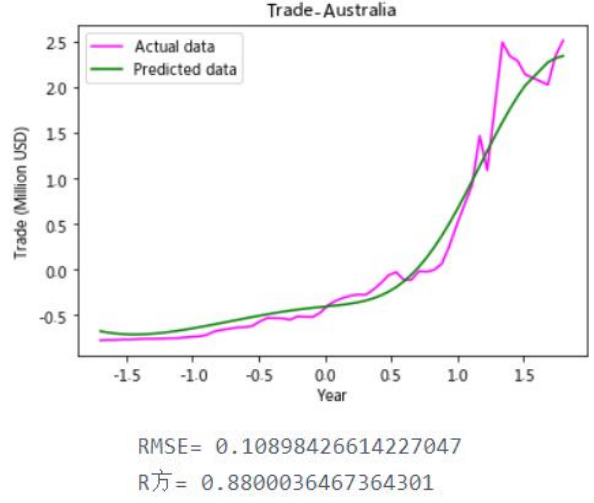 Trade-Australia
Actual data
Predicted data
Trade (Million USD)
2.5
2.0
1.5
1.0
0.5
0.0
-0.5
-1.5
-1.0
-0.5
0.0
0.5
1.0
1.5
Year
RMSE= 0.10898426614227047
R方= 0.8800036467364301